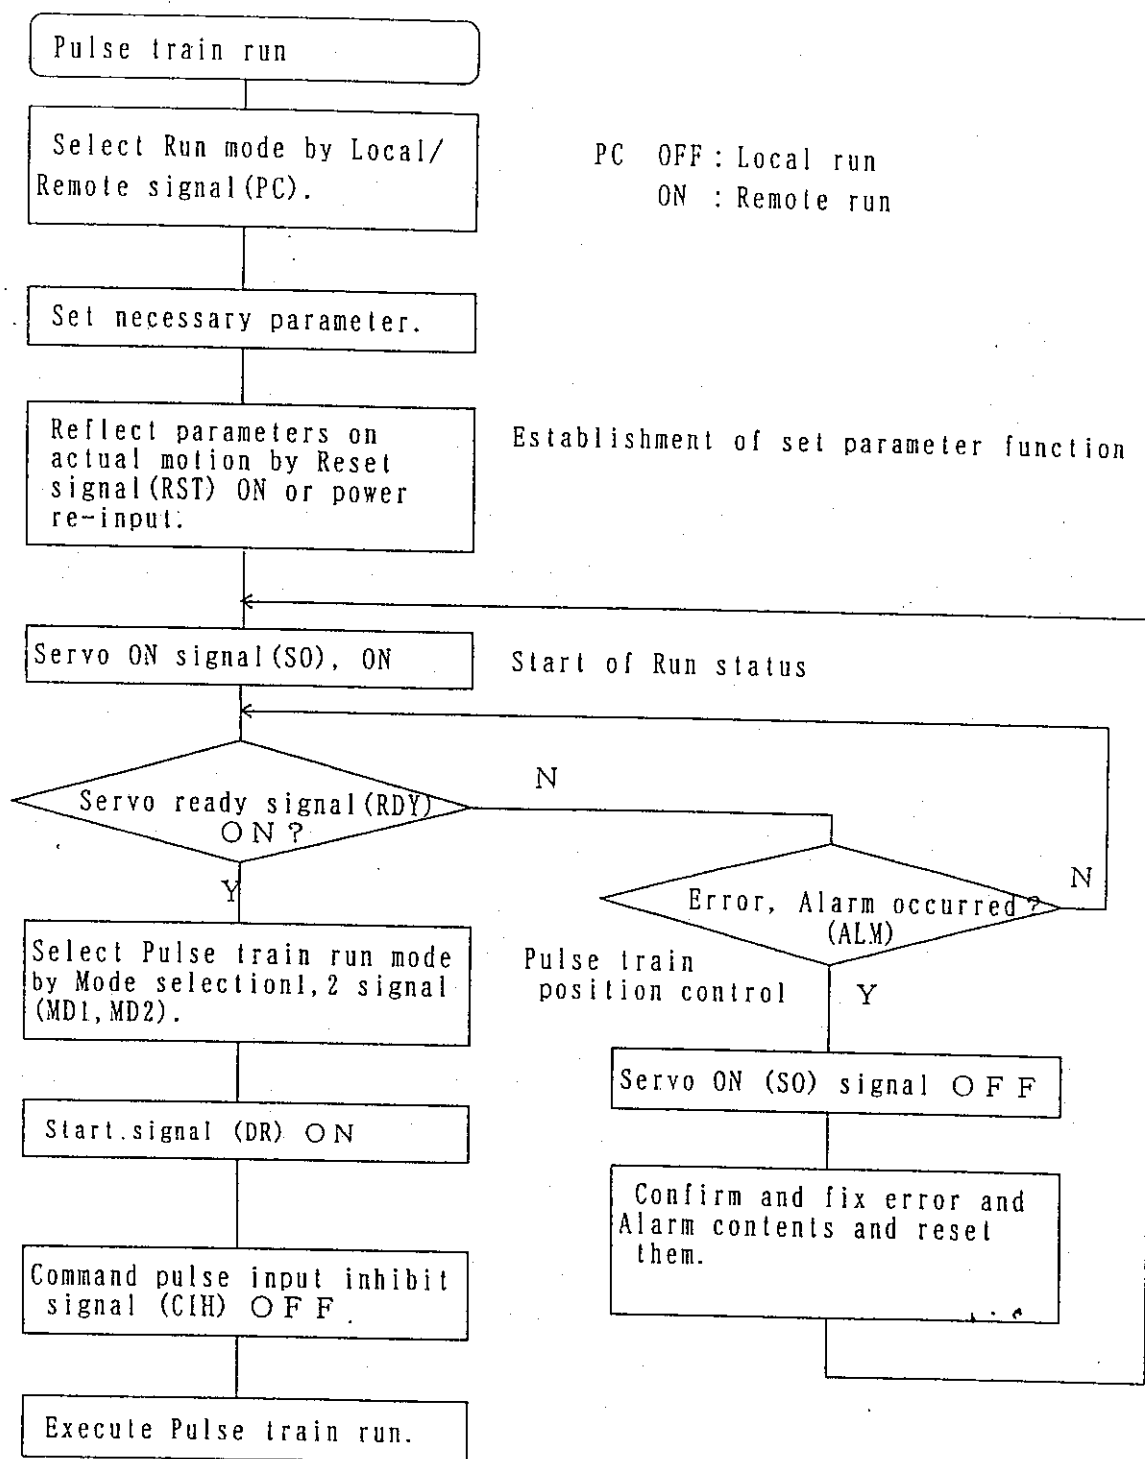 Pulse train run
Select Run mode by Local/
Remote signal(PC).
PC OFF : Local run
ON : Remote run
Set necessary parameter.
Reflect parameters on
actual motion by Reset
signal(RST) ON or power
re-input.
Establishment of set parameter function
Servo ON signal(SO), ON
Start of Run status
Servo ready signal(RDY)
ON?
N
Y
Error, Alarm occurred?
(ALM)
N
Y
Select Pulse train run mode
by Mode selection1,2 signal
(MD1,MD2).
Pulse train
position control
Servo ON (SO) signal OFF
Start signal (DR) ON
Confirm and fix error and
Alarm contents and reset
them.
Command pulse input inhibit
signal (CIH) OFF.
Execute Pulse train run.